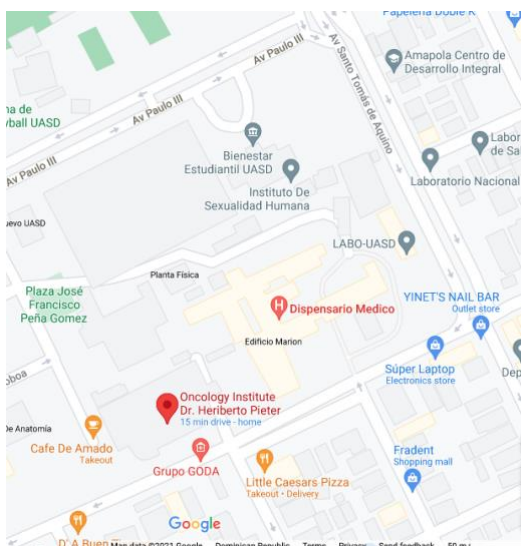 Papelería Doble K
Av Paulo III
Amapola Centro de
Desarrollo Integral
Av Santo Tomás de Aquino
na de
yball UASD
Av Paulo III
Bienestar
Estudiantil UASD
Labor
de Sal
Av Paulo III
Laboratorio Nacional
Instituto De
Sexualidad Humana
uevo UASD
LABO-UASD
Planta Física
Plaza José
Francisco
Peña Gomez
YINET'S NAIL BAR
Outlet store
Dispensario Medico
Edificio Marion
Súper Laptop
Electronics store
Dep
boa
Oncology Institute
Dr. Heriberto Pieter
15 min drive - home
De Anatomía
Cafe De Amado
Takeout
Grupo GODA
Fradent
Shopping mall
Little Caesars Pizza
Takeout • Delivery
Google
D' A Buen
Map data ©2021 Google Dominican Republic Terms Privacy Send feedback 50 m